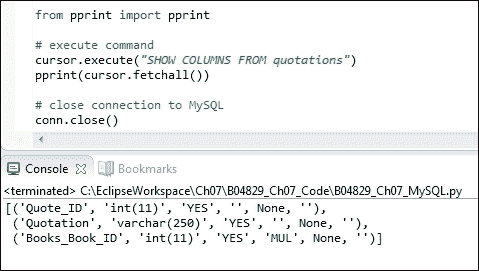 from pprint import pprint
# execute command
cursor.execute("SHOW COLUMNS FROM quotations")
pprint(cursor.fetchall())
# close connection to MySQL
conn.close()
Console Bookmarks
<terminated> C:\EclipseWorkspace\Ch07\B04829_Ch07_Code\B04829_Ch07_MySQL.py
[('Quote_ID', 'int(11)', 'YES', '', None, ''),
('Quotation', 'varchar(250)', 'YES', '', None, ''),
('Books_Book_ID', 'int(11)', 'YES', 'MUL', None, '')]